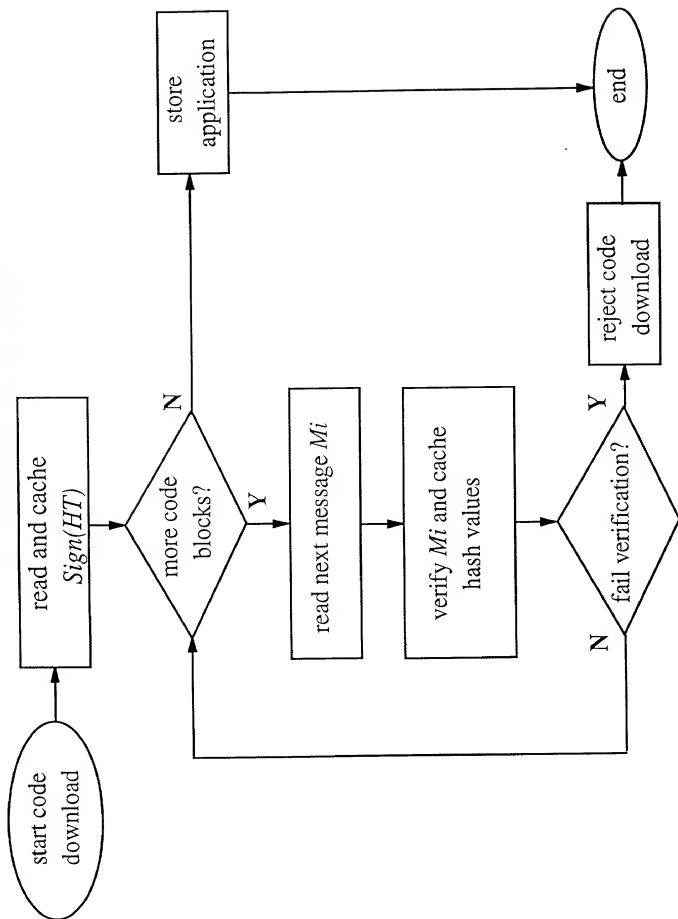 start code
download
read and cache
Sign(HT)
more code
blocks?
N
store
application
Y
read next message Mi
verify Mi and cache
hash values
fail verification?
N
Y
reject code
download
end